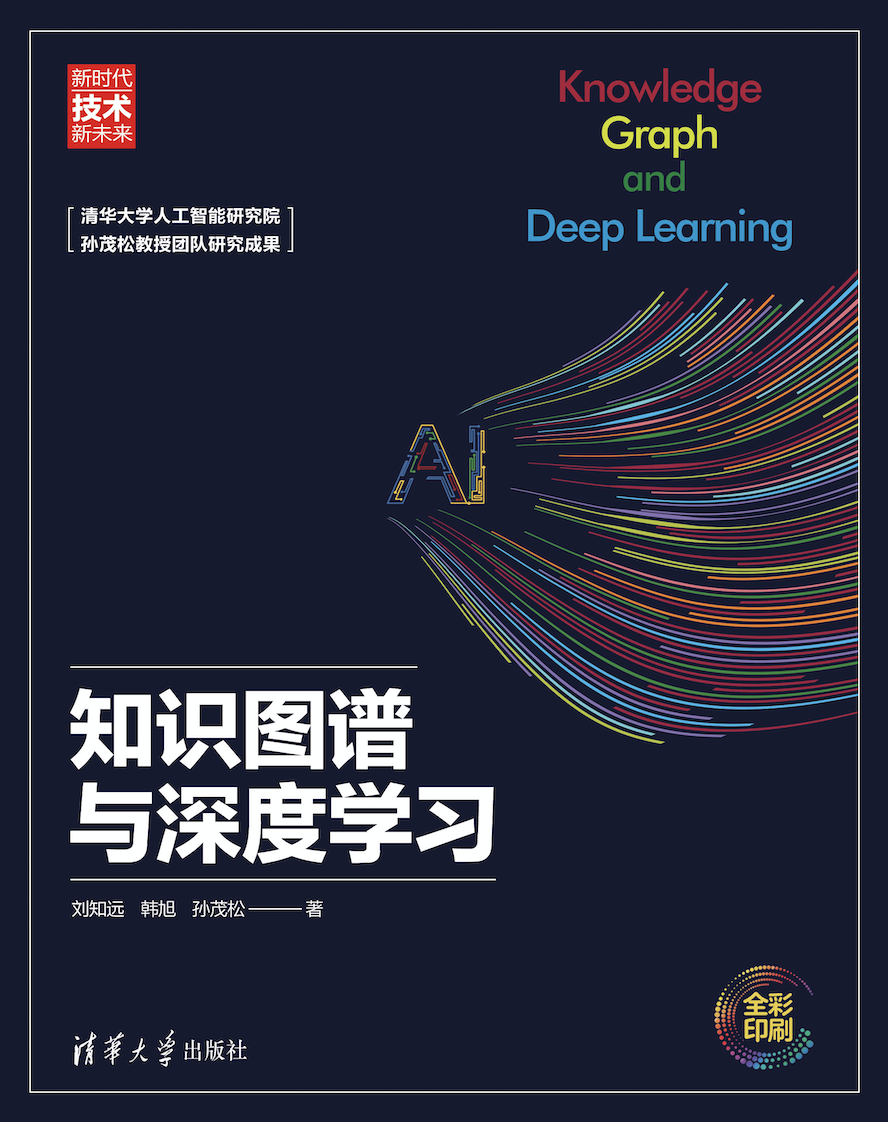 新时代
技术
新未来
Knowledge
Graph
and
Deep Learning
清华大学人工智能研究院
孙茂松教授团队研究成果
AI
知识图谱
与深度学习
刘知远 韩旭 孙茂松——著
清华大学出版社
全彩
印刷